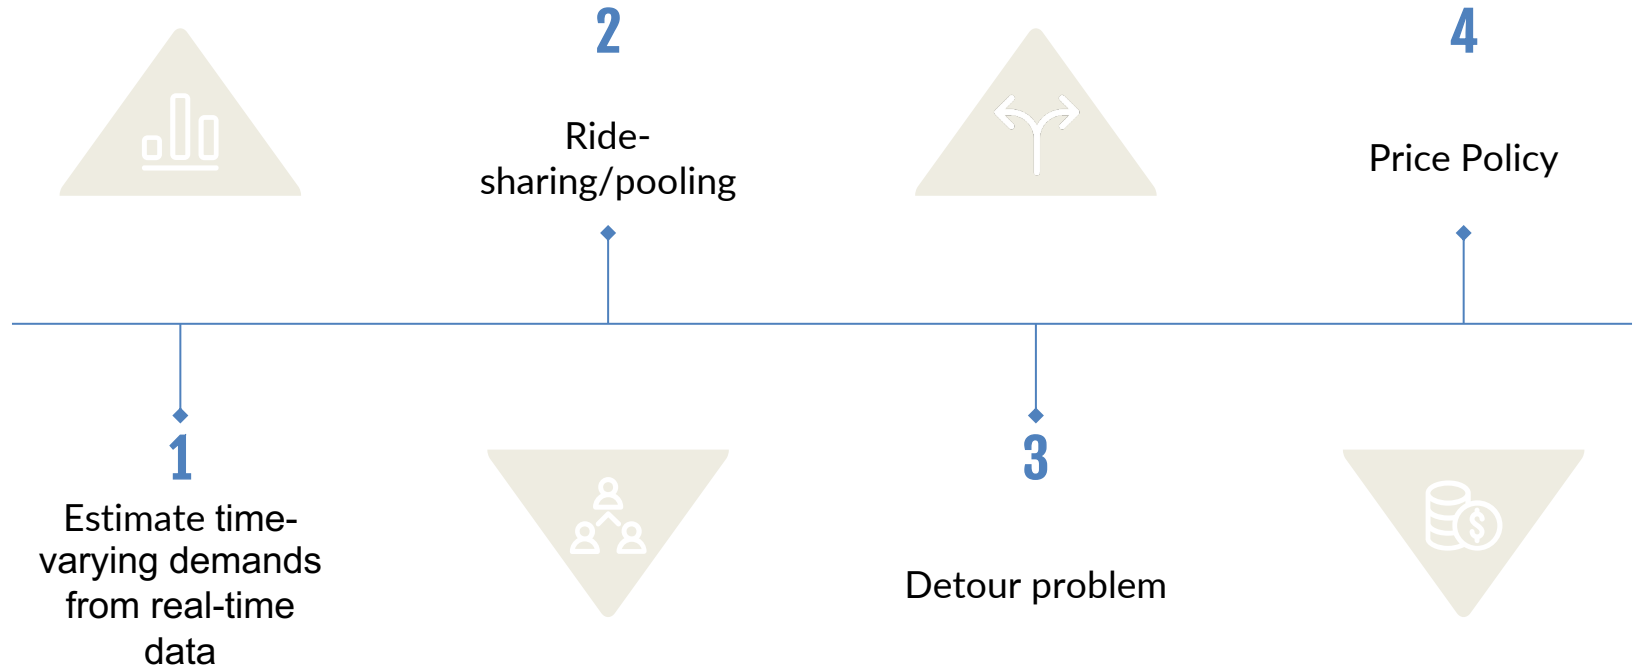 1
Estimate time-
varying demands
from real-time
data
2
Ride-
sharing/pooling
3
Detour problem
4
Price Policy
$